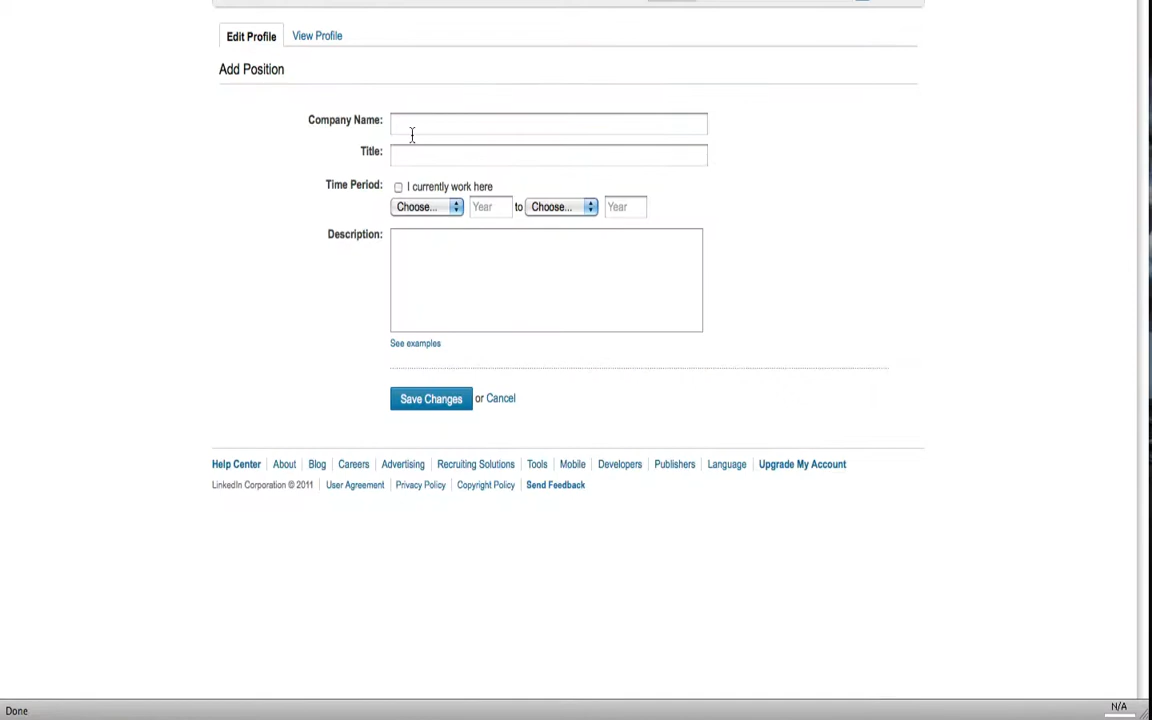 Edit Profile View Profile
Add Position
Company Name:
Title:
Time Period: I currently work here
Choose... Year to Choose... Year
Description:
See examples
Save Changes or Cancel
Help Center About Blog Careers Advertising Recruiting Solutions Tools Mobile Developers Publishers Language Upgrade My Account
LinkedIn Corporation © 2011 User Agreement Privacy Policy Copyright Policy Send Feedback
Done N/A